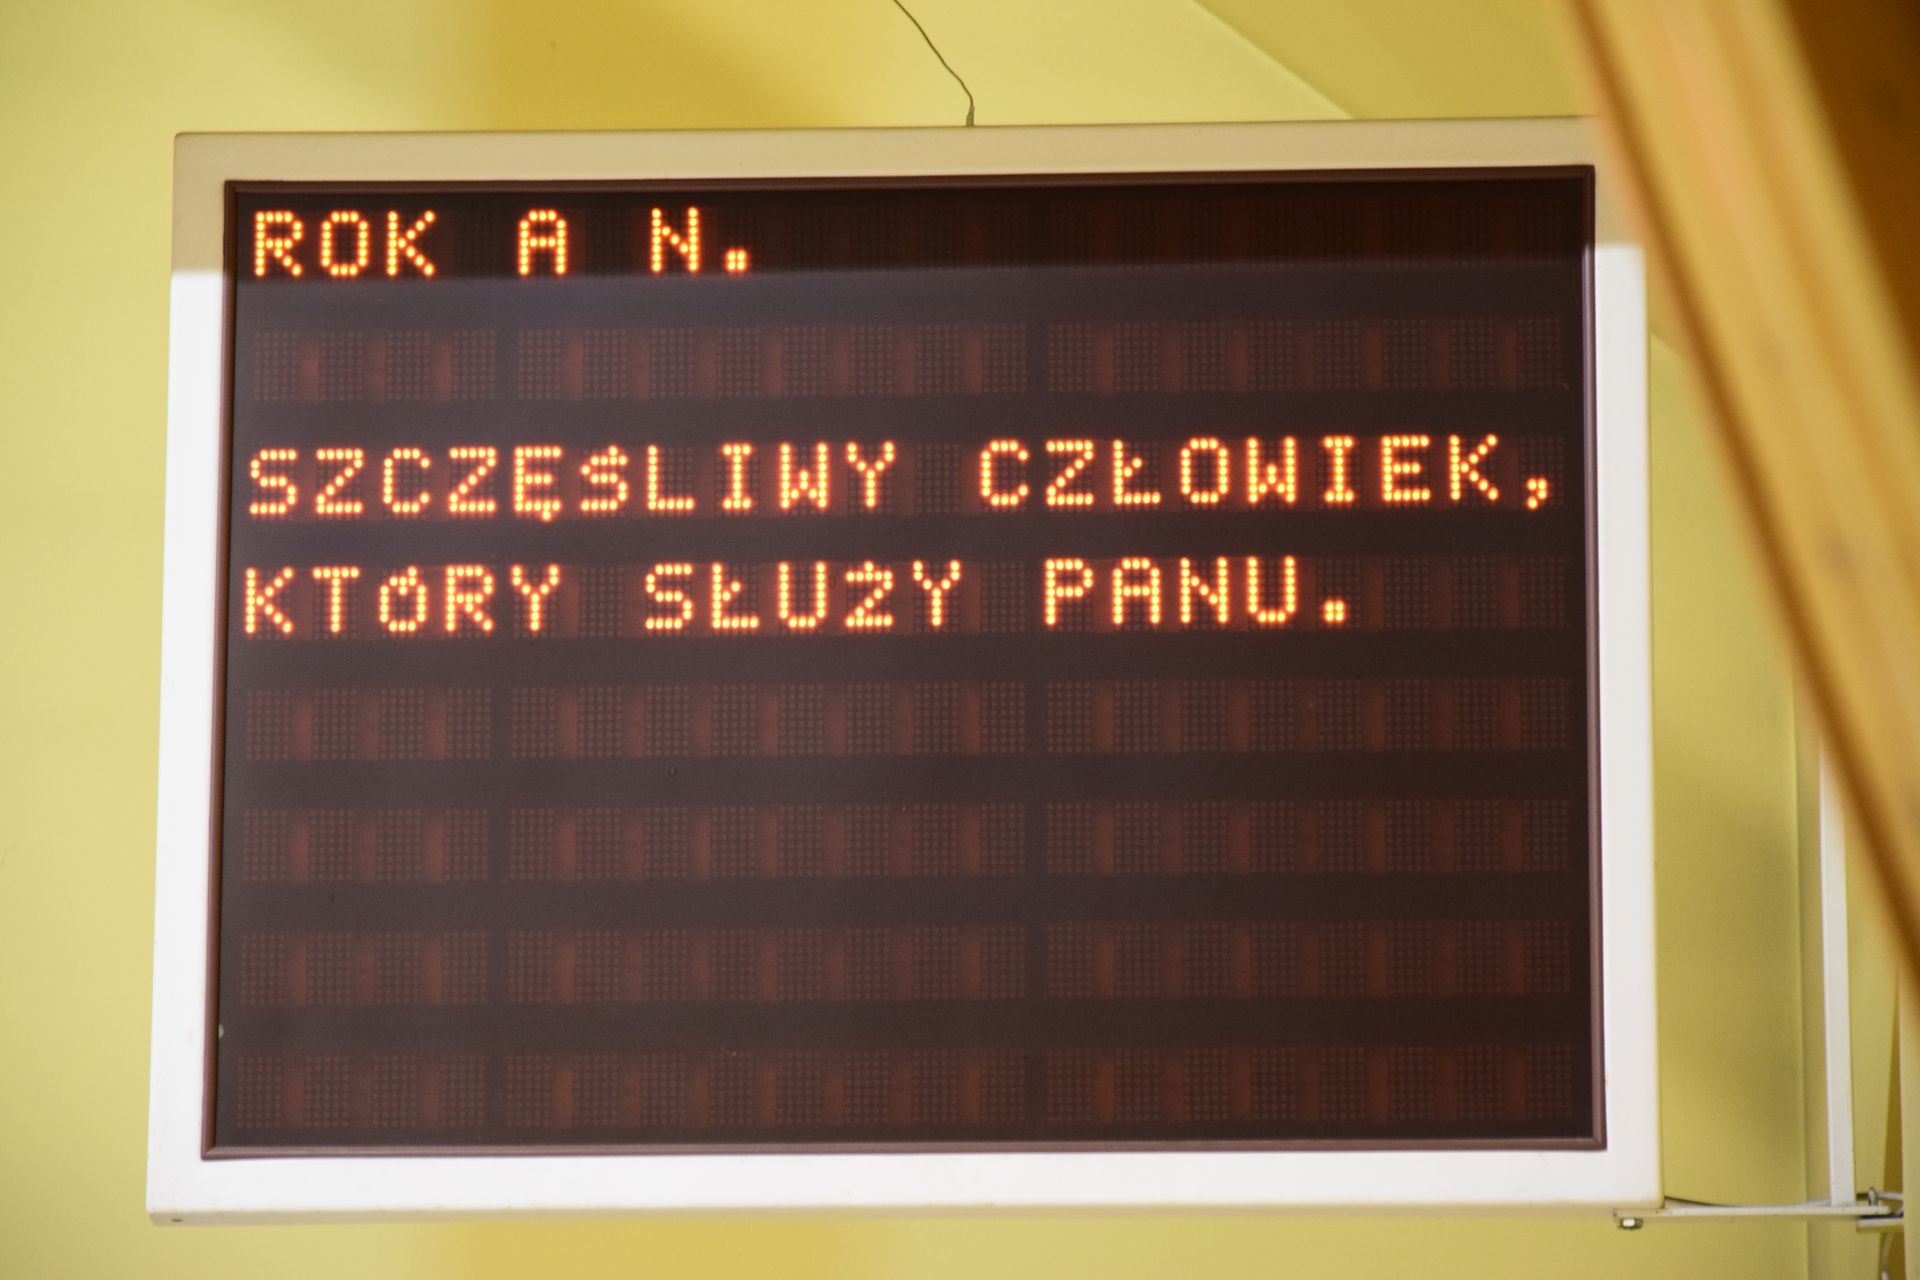 ROK A N.
SZCZĘŚLIWY CZŁOWIEK,
KTÓRY SŁUŻY PANU.